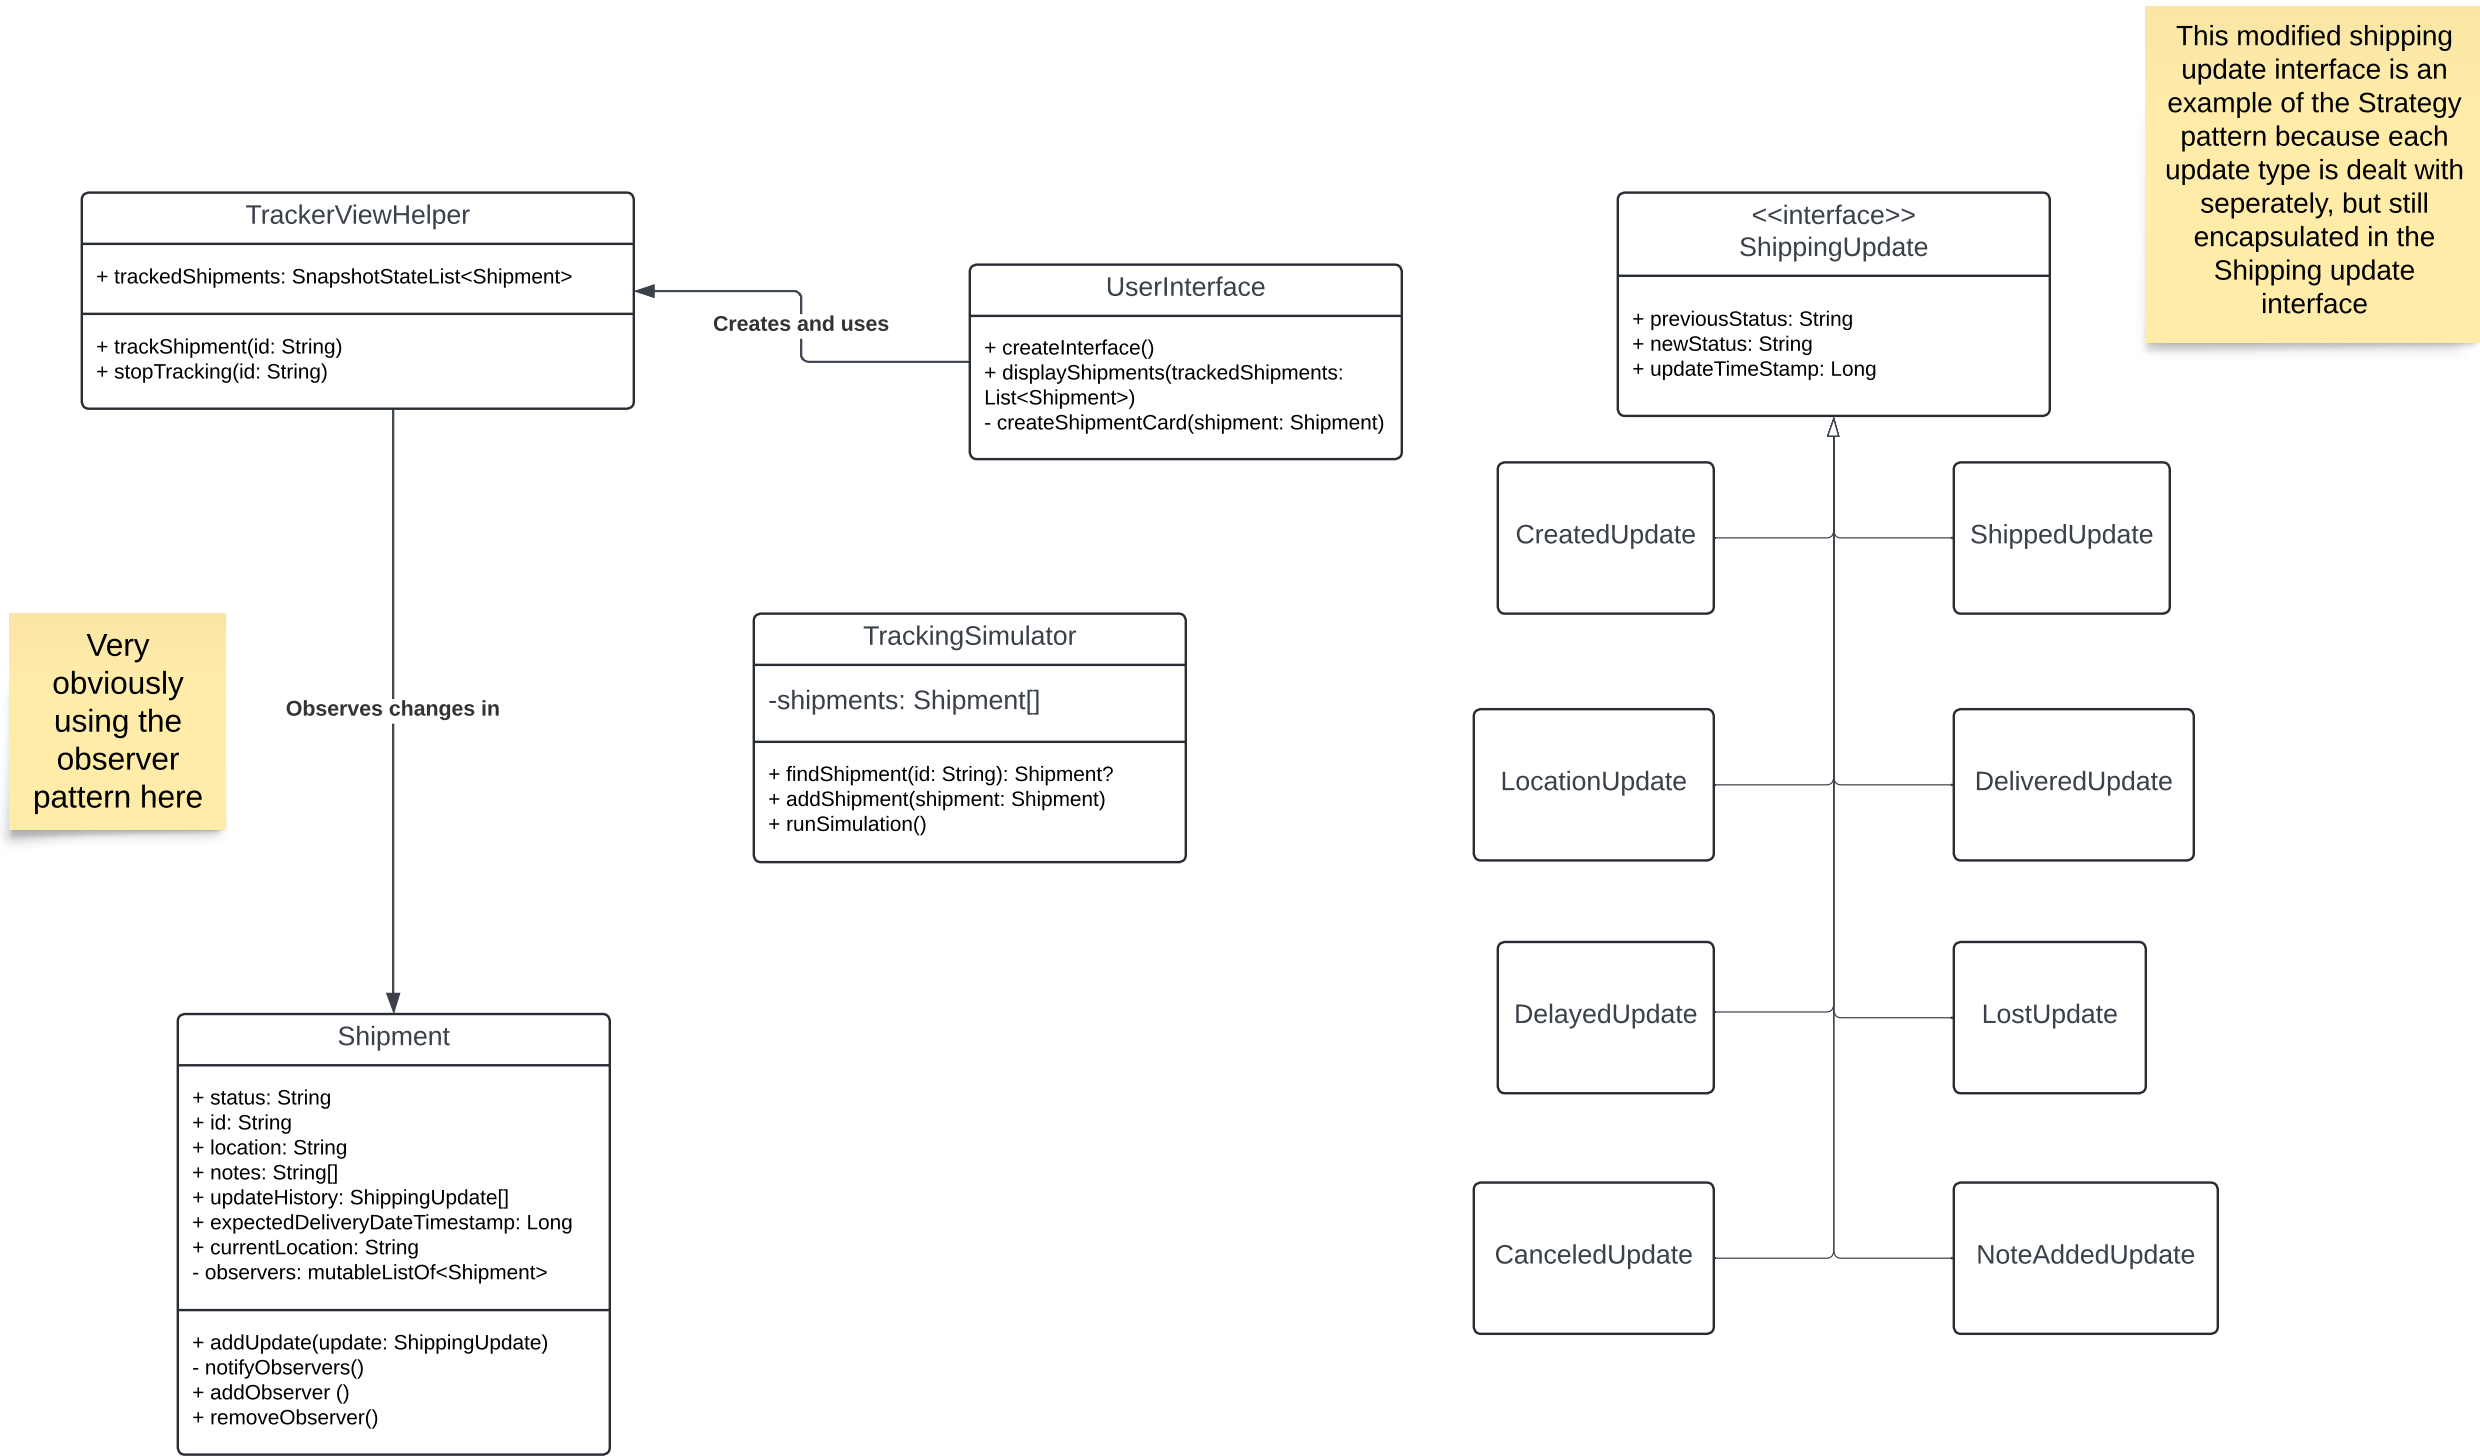 This modified shipping
update interface is an
example of the Strategy
pattern because each
update type is dealt with
seperately, but still
encapsulated in the
Shipping update
interface
TrackerViewHelper
+ trackedShipments: SnapshotStateList<Shipment>
+ trackShipment(id: String)
+ stopTracking(id: String)
Creates and uses
UserInterface
+ createInterface()
+ displayShipments(trackedShipments:
List<Shipment>)
- createShipmentCard(shipment: Shipment)
<<interface>>
ShippingUpdate
+ previousStatus: String
+ newStatus: String
+ updateTimeStamp: Long
CreatedUpdate
ShippedUpdate
Very
obviously
using the
observer
pattern here
Observes changes in
TrackingSimulator
-shipments: Shipment[]
+ findShipment(id: String): Shipment?
+ addShipment(shipment: Shipment)
+ runSimulation()
LocationUpdate
DeliveredUpdate
DelayedUpdate
LostUpdate
Shipment
+ status: String
+ id: String
+ location: String
+ notes: String[]
+ updateHistory: ShippingUpdate[]
+ expectedDeliveryDateTimestamp: Long
+ currentLocation: String
- observers: mutableListOf<Shipment>
+ addUpdate(update: ShippingUpdate)
- notifyObservers()
+ addObserver ()
+ removeObserver()
CanceledUpdate
NoteAddedUpdate